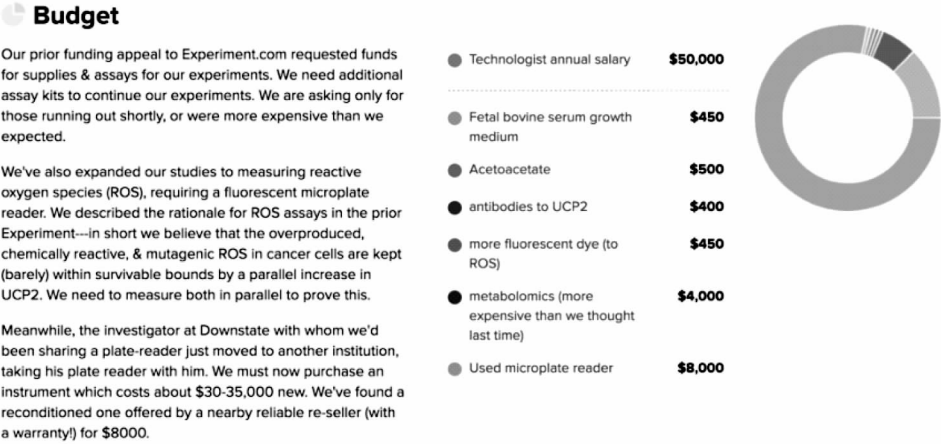 Budget
Our prior funding appeal to Experiment.com requested funds
for supplies & assays for our experiments. We need additional
assay kits to continue our experiments. We are asking only for
those running out shortly, or were more expensive than we
expected.
We've also expanded our studies to measuring reactive
oxygen species (ROS), requiring a fluorescent microplate
reader. We described the rationale for ROS assays in the prior
Experiment---in short we believe that the overproduced,
chemically reactive, & mutagenic ROS in cancer cells are kept
(barely) within survivable bounds by a parallel increase in
UCP2. We need to measure both in parallel to prove this.
Meanwhile, the investigator at Downstate with whom we'd
been sharing a plate-reader just moved to another institution,
taking his plate reader with him. We must now purchase an
instrument which costs about $30-35,000 new. We've found a
reconditioned one offered by a nearby reliable re-seller (with
a warranty!) for $8000.
Technologist annual salary $50,000
Fetal bovine serum growth $450
medium
Acetoacetate $500
antibodies to UCP2 $400
more fluorescent dye (to $450
ROS)
metabolomics (more $4,000
expensive than we thought
last time)
Used microplate reader $8,000